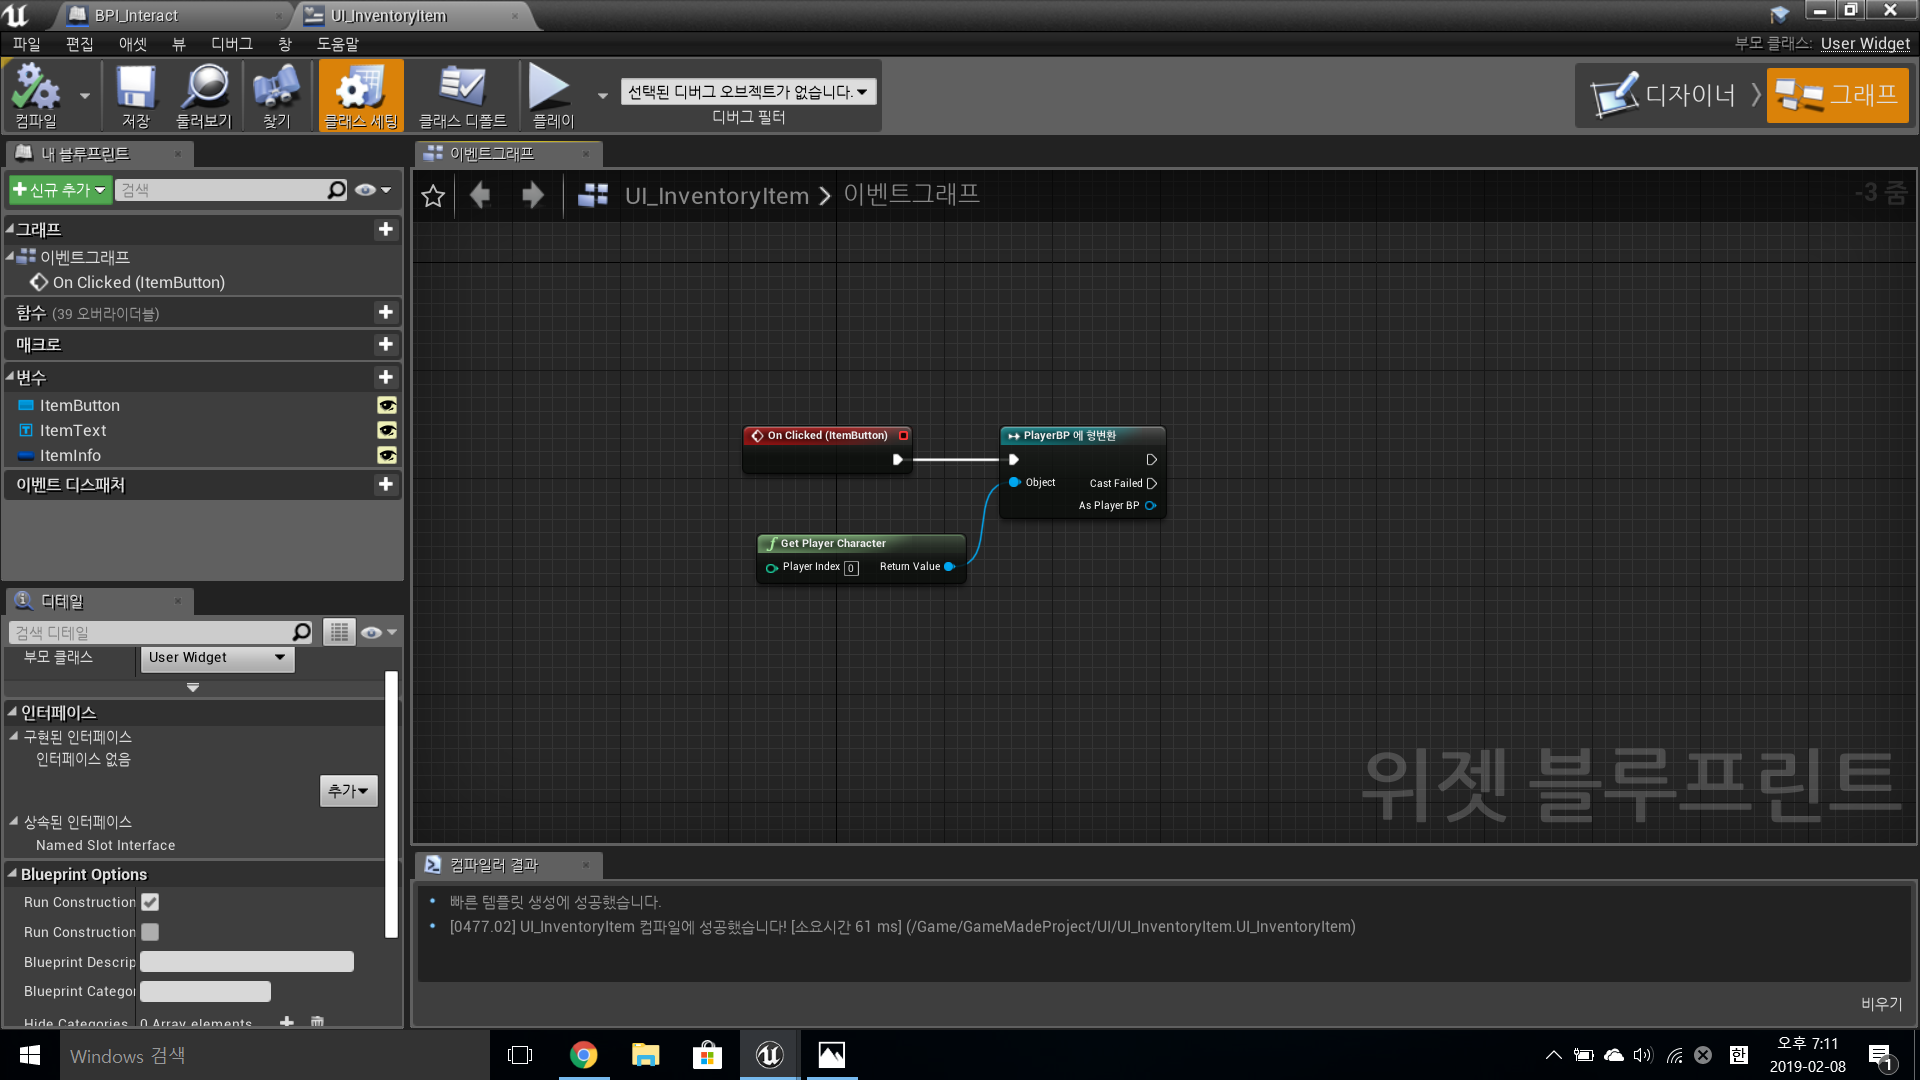 BPI_Interact
UI_InventoryItem
파일 편집 애셋 뷰 디버그 창 도움말
부모 클래스: User Widget
컴파일
저장
둘러보기
찾기
클래스 세팅
클래스 디폴트
플레이
선택된 디버그 오브젝트가 없습니다.
디버그 필터
디자이너
그래프
내 블루프린트
신규 추가
검색
그래프
이벤트그래프
On Clicked (ItemButton)
함수 (39 오버라이더블)
매크로
변수
ItemButton
ItemText
ItemInfo
이벤트 디스패처
이벤트그래프
UI_InventoryItem > 이벤트그래프
-3 줌
On Clicked (ItemButton)
PlayerBP 에 형변환
Object
Cast Failed
As Player BP
Get Player Character
Player Index 0
Return Value
위젯 블루프린트
디테일
검색 디테일
부모 클래스
User Widget
인터페이스
구현된 인터페이스
인터페이스 없음
추가
상속된 인터페이스
Named Slot Interface
Blueprint Options
Run Construction
Run Construction
Blueprint Descrip
Blueprint Categor
Hide Categories
0 Array elements
컴파일러 결과
빠른 템플릿 생성에 성공했습니다.
[0477.02] UI_InventoryItem 컴파일에 성공했습니다! [소요시간 61 ms] (/Game/GameMadeProject/UI/UI_InventoryItem.UI_InventoryItem)
비우기
Windows 검색
한
오후 7:11
2019-02-08
1